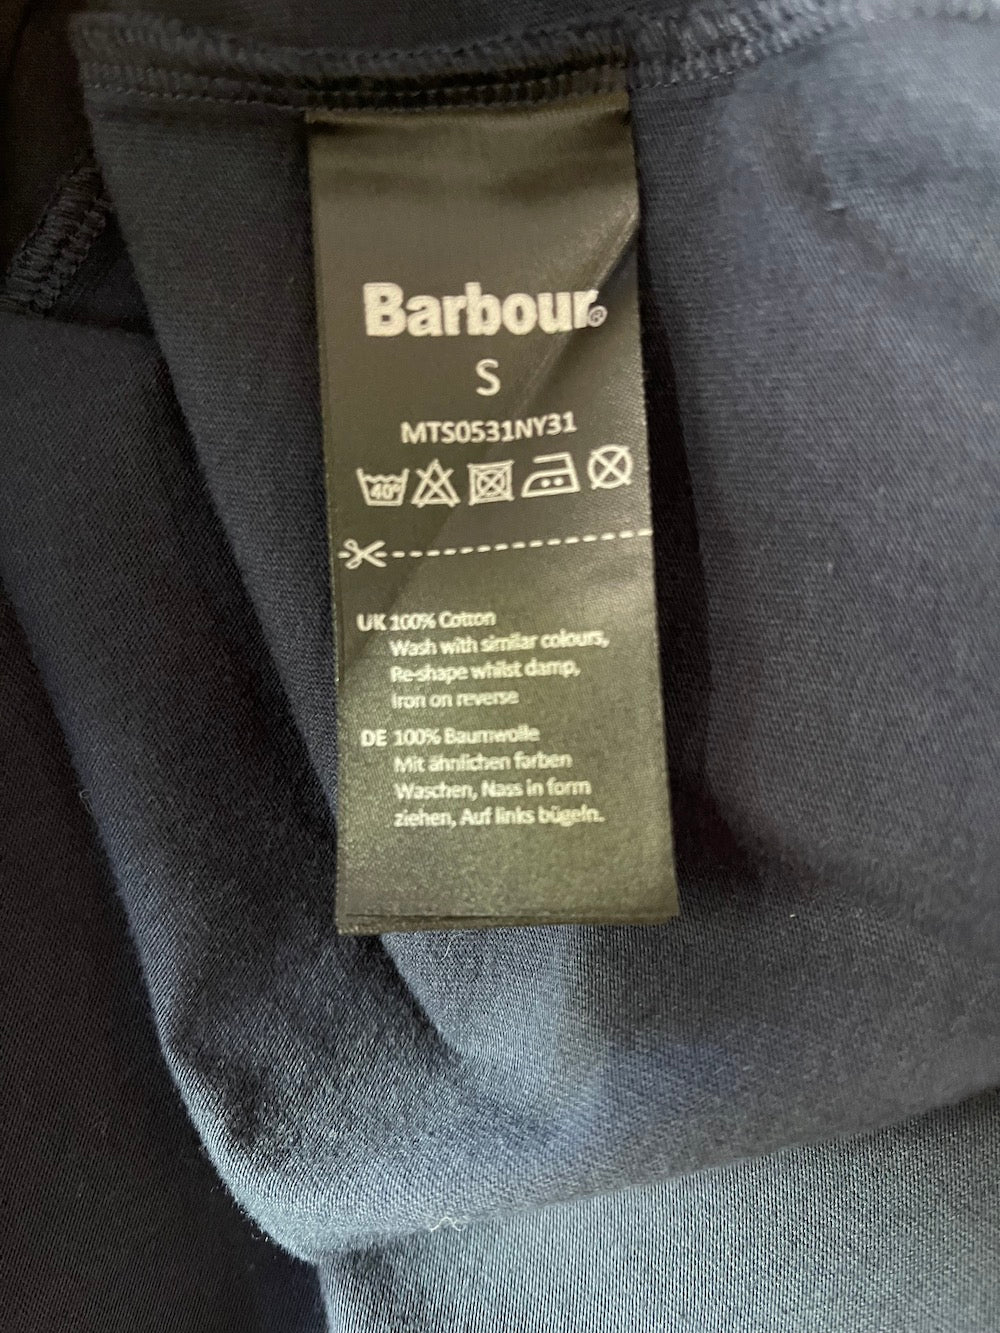 Barbour®
S
MTS0531NY31
40°
UK 100% Cotton
Wash with similar colours,
Re-shape whilst damp,
Iron on reverse
DE 100% Baumwolle
Mit ähnlichen farben
Waschen, Nass in form
ziehen, Auf links bügeln.